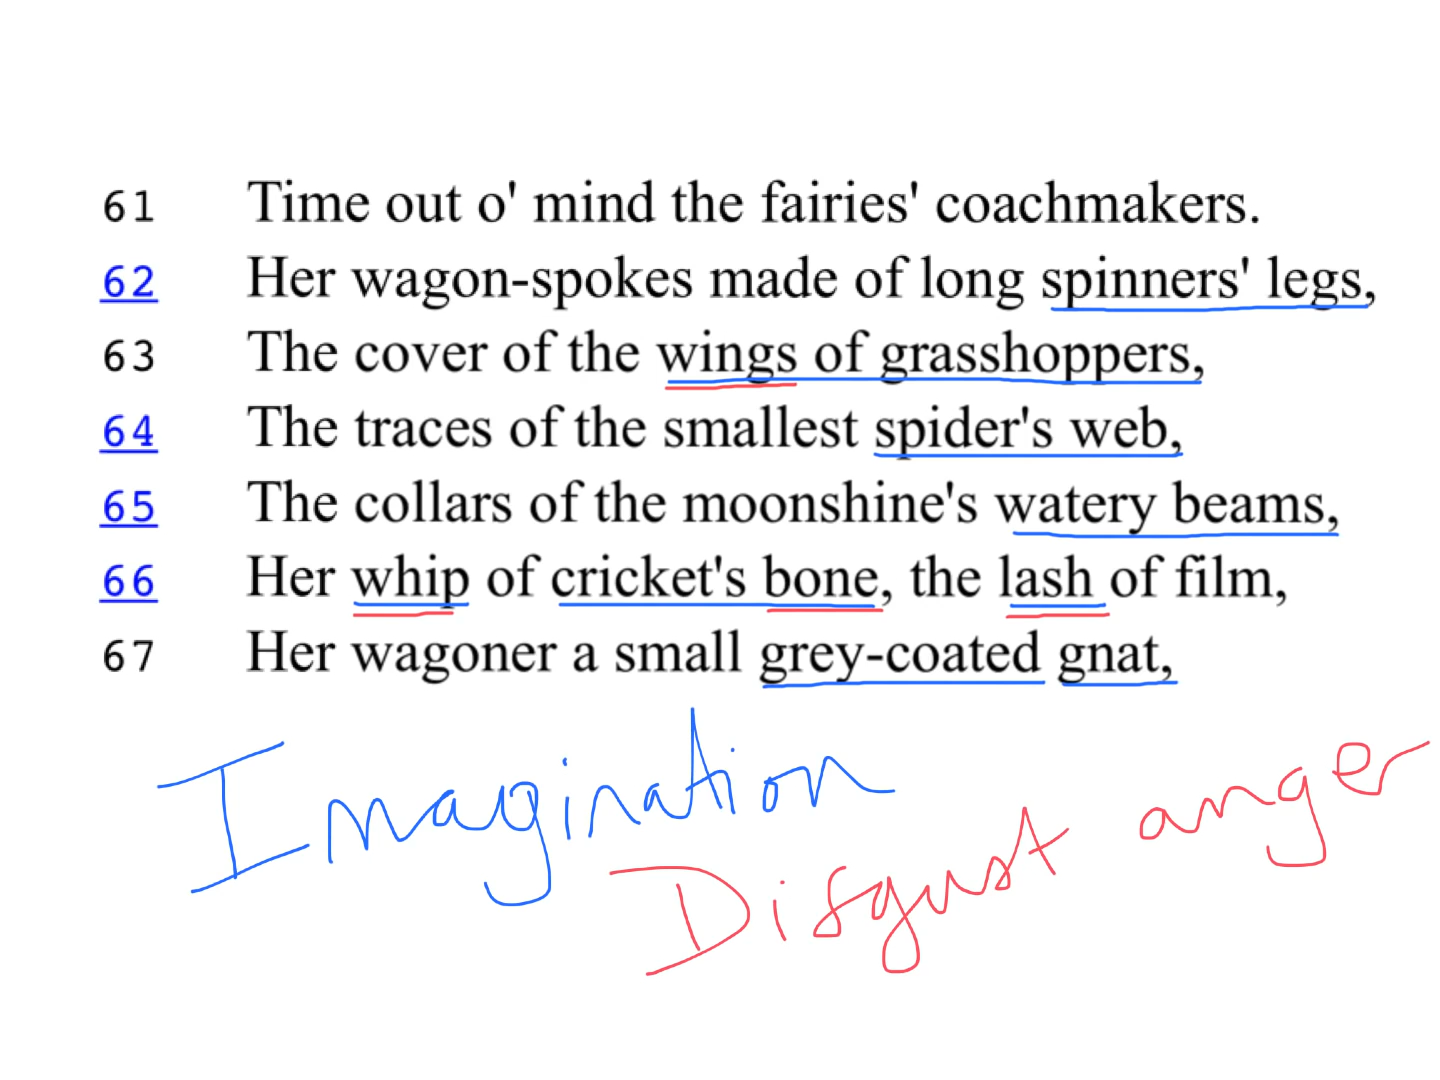 61 Time out o' mind the fairies' coachmakers.
62 Her wagon-spokes made of long spinners' legs,
63 The cover of the wings of grasshoppers,
64 The traces of the smallest spider's web,
65 The collars of the moonshine's watery beams,
66 Her whip of cricket's bone, the lash of film,
67 Her wagoner a small grey-coated gnat,
Imagination
Disgust anger